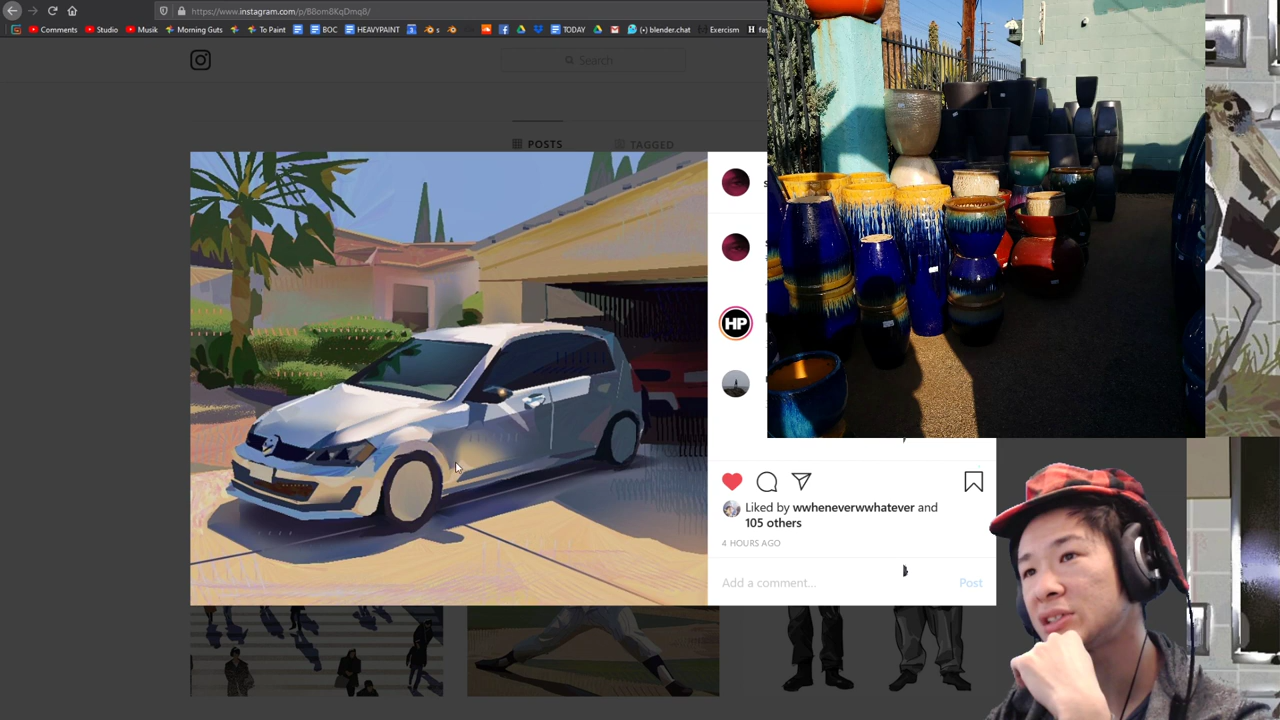 https://www.instagram.com/p/B8om8KqDmq8/
Comments
Studio
Musik
Morning Guts
To Paint
BOC
HEAVYPAINT
s
TODAY
(•) blender.chat
Exercism
H
Search
POSTS
TAGGED
HP
Liked by wwheneverwwhatever and
105 others
4 HOURS AGO
Add a comment...
Post